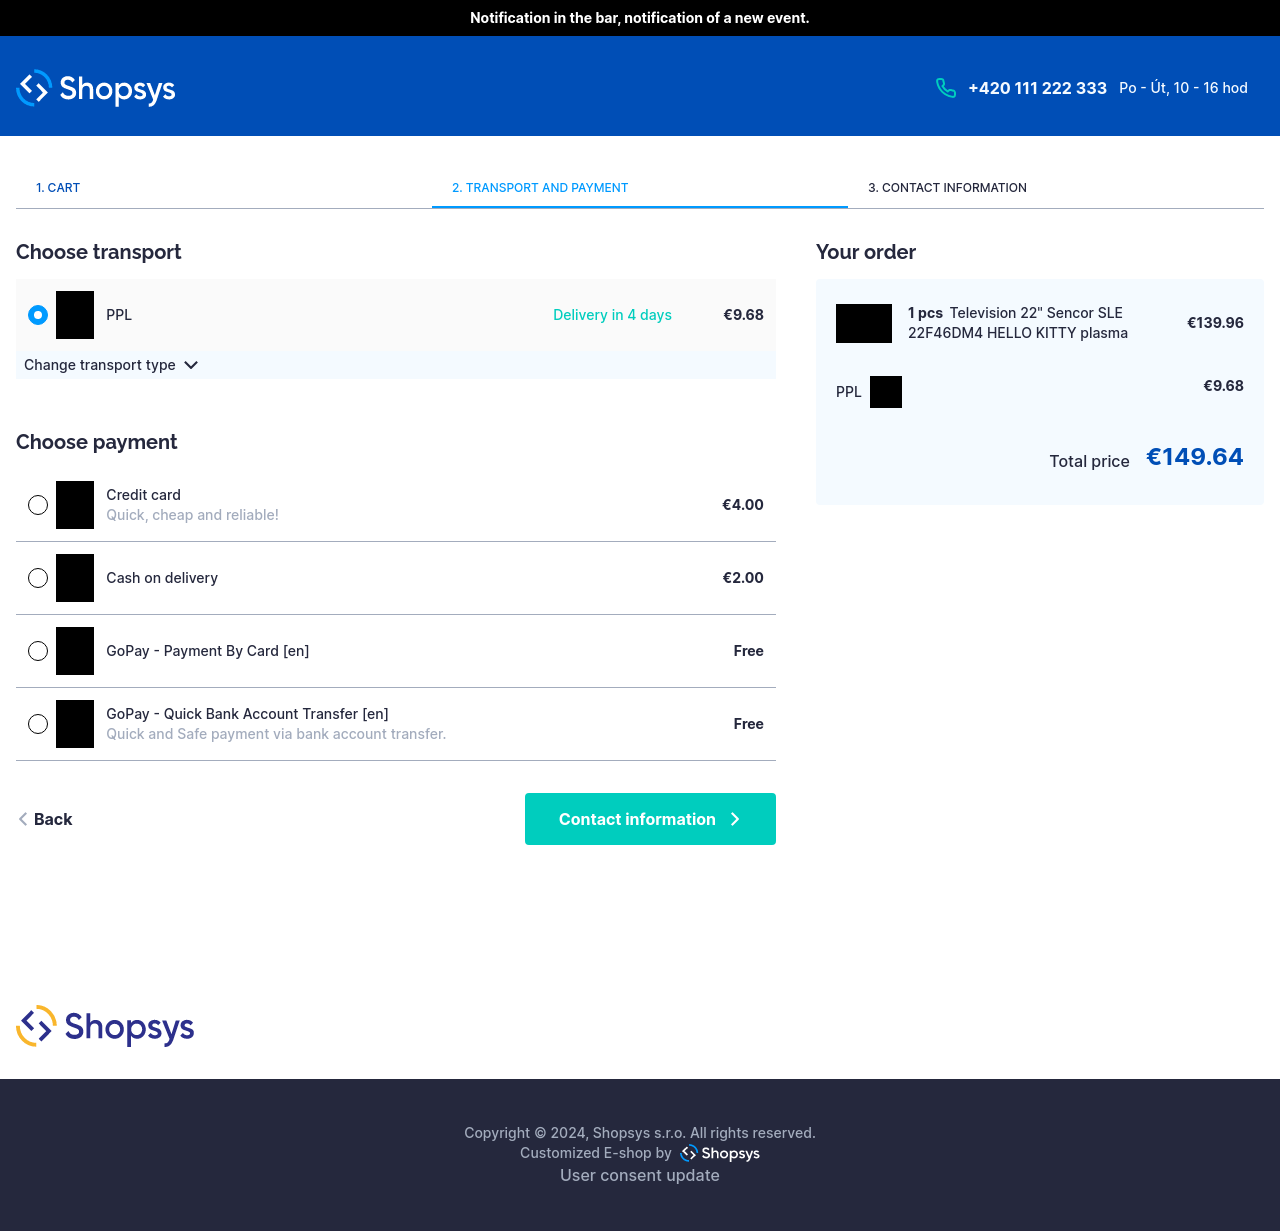 Notification in the bar, notification of a new event.
Shopsys
+420 111 222 333 Po - Út, 10 - 16 hod
1. CART
2. TRANSPORT AND PAYMENT
3. CONTACT INFORMATION
Choose transport
PPL Delivery in 4 days €9.68
Change transport type
Choose payment
Credit card
Quick, cheap and reliable!
€4.00
Cash on delivery €2.00
GoPay - Payment By Card [en] Free
GoPay - Quick Bank Account Transfer [en]
Quick and Safe payment via bank account transfer.
Free
Back
Contact information
Your order
1 pcs Television 22" Sencor SLE
22F46DM4 HELLO KITTY plasma
€139.96
PPL €9.68
Total price €149.64
Shopsys
Copyright © 2024, Shopsys s.r.o. All rights reserved.
Customized E-shop by Shopsys
User consent update